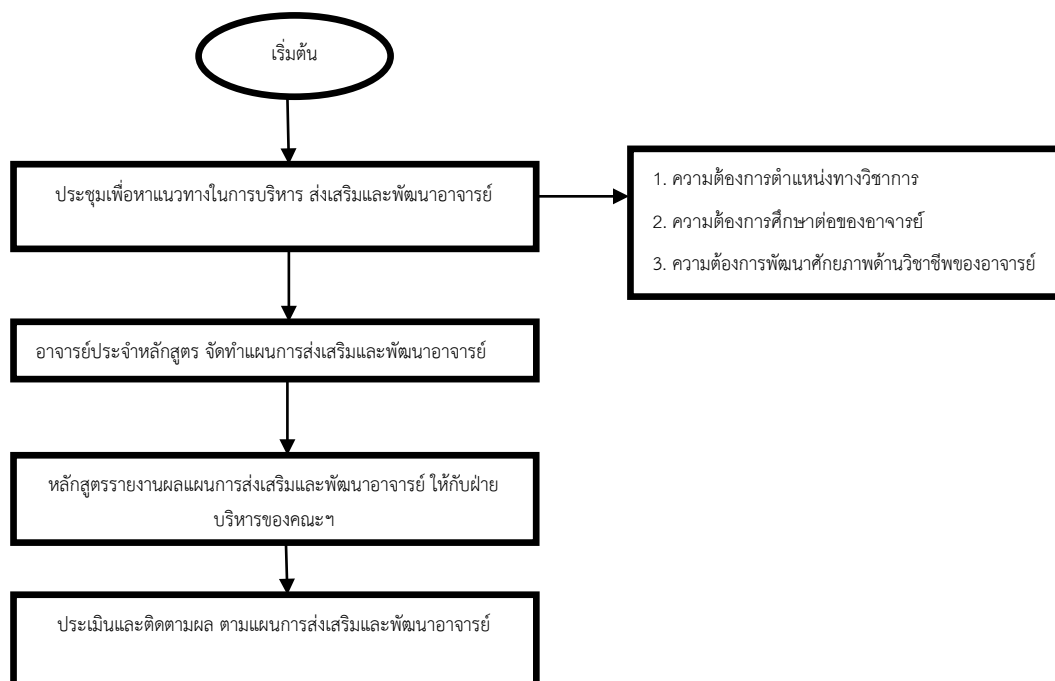 เริ่มต้น
ประชุมเพื่อหาแนวทางในการบริหาร ส่งเสริมและพัฒนาอาจารย์
1. ความต้องการตำแหน่งทางวิชาการ
2. ความต้องการศึกษาต่อของอาจารย์
3. ความต้องการพัฒนาศักยภาพด้านวิชาชีพของอาจารย์
อาจารย์ประจำหลักสูตร จัดทำแผนการส่งเสริมและพัฒนาอาจารย์
หลักสูตรรายงานผลแผนการส่งเสริมและพัฒนาอาจารย์ ให้กับฝ่าย
บริหารของคณะฯ
ประเมินและติดตามผล ตามแผนการส่งเสริมและพัฒนาอาจารย์